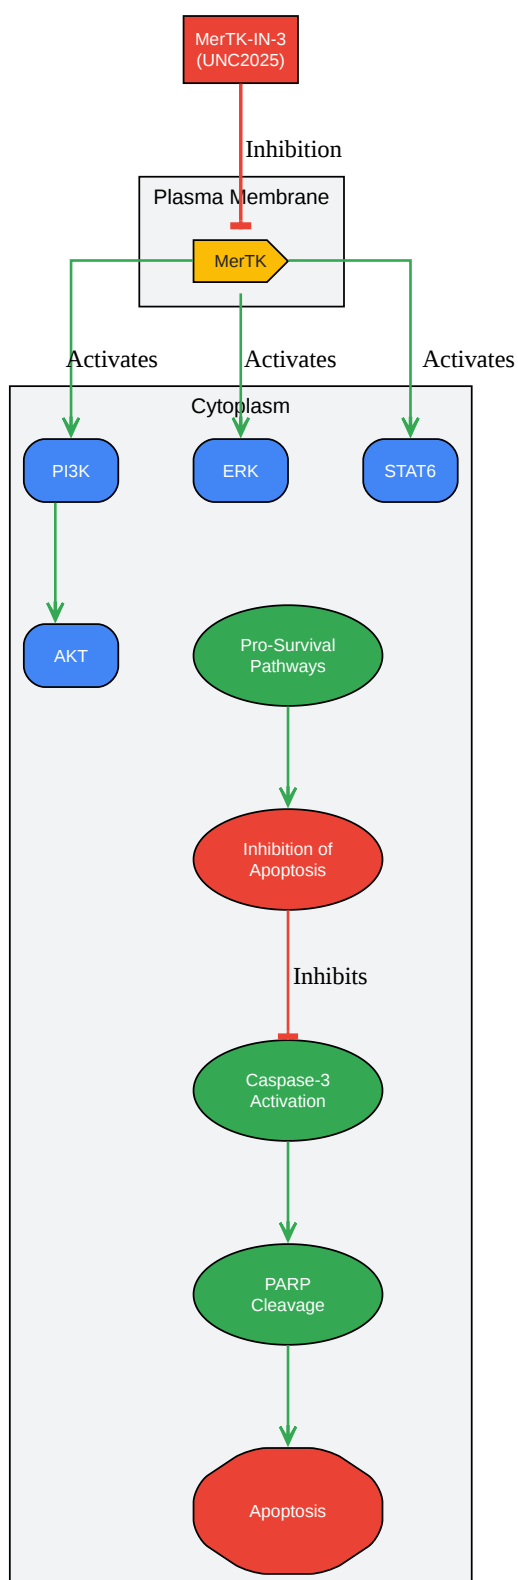 MerTK-IN-3
(UNC2025)
Inhibition
Plasma Membrane
MerTK
Activates
Activates
Activates
Cytoplasm
PI3K
ERK
STAT6
AKT
Pro-Survival
Pathways
Inhibition of
Apoptosis
Inhibits
Caspase-3
Activation
PARP
Cleavage
Apoptosis